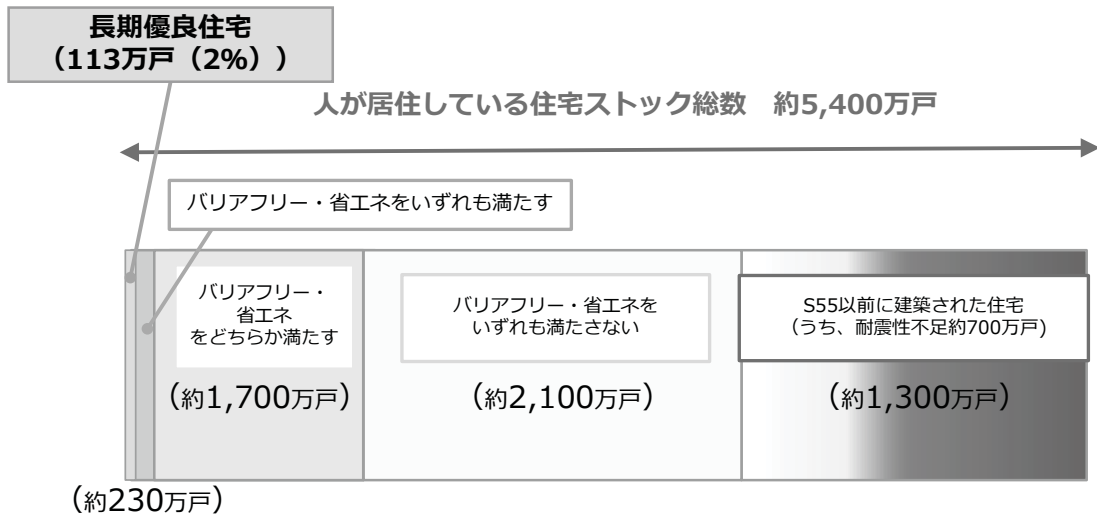 長期優良住宅
（113万戸（2%））
人が居住している住宅ストック総数　約5,400万戸
バリアフリー・省エネをいずれも満たす
バリアフリー・
省エネ
をどちらか満たす
バリアフリー・省エネを
いずれも満たさない
S55以前に建築された住宅
（うち、耐震性不足約700万戸)
（約1,700万戸）
（約2,100万戸）
（約1,300万戸）
（約230万戸）